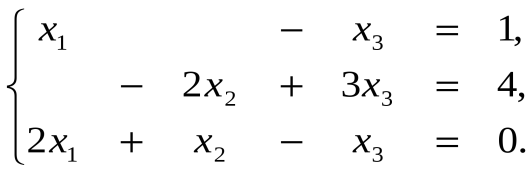 x₁ − x₃ = 1,
− 2x₂ + 3x₃ = 4,
2x₁ + x₂ − x₃ = 0.